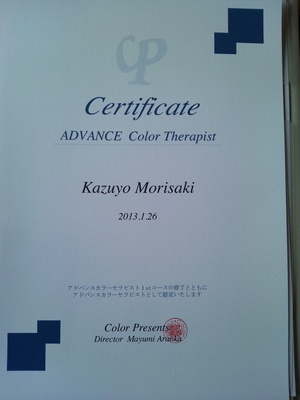 CP
Certificate
ADVANCE Color Therapist
Kazuyo Morisaki
2013.1.26
アドバンスカラーセラピスト1stコースの修了とともに
アドバンスカラーセラピストとして認定いたします
Color Presents
Director Mayumi